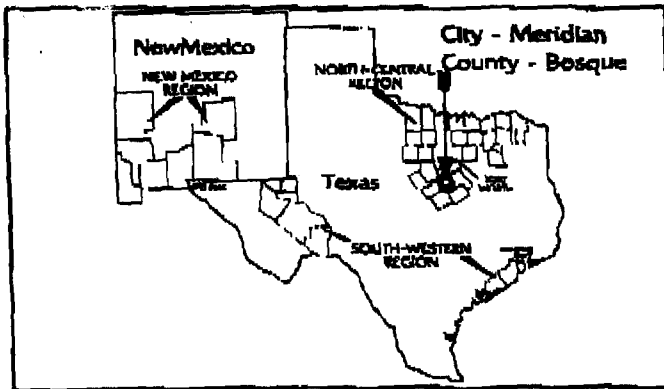 City - Meridian
County - Bosque
NewMexico
NEW MEXICO
REGION
NORTH-CENTRAL
REGION
Texas
SOUTH-WESTERN
REGION